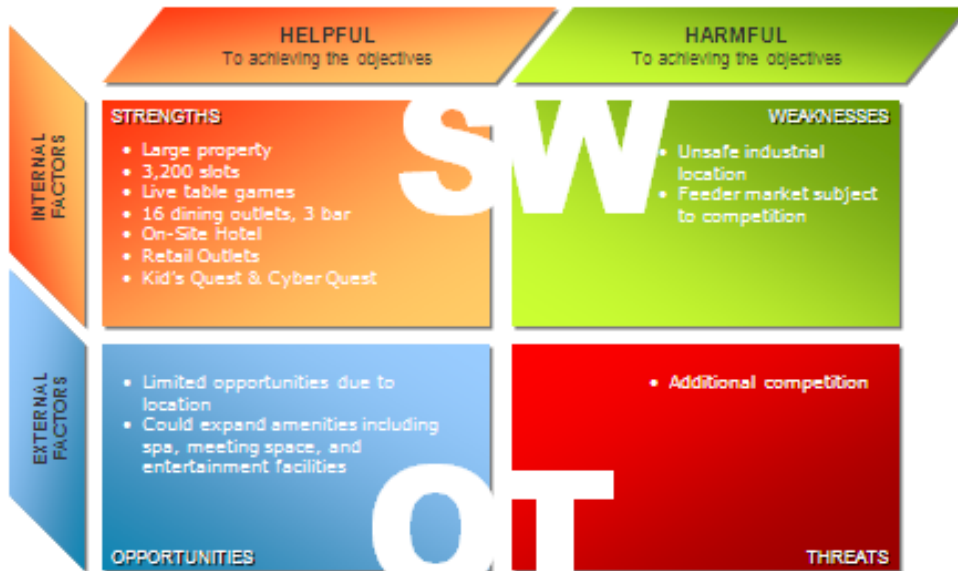 HELPFUL
To achieving the objectives
HARMFUL
To achieving the objectives
INTERNAL
FACTORS
STRENGTHS
• Large property
• 3,200 slots
• Live table games
• 16 dining outlets, 3 bar
• On-Site Hotel
• Retail Outlets
• Kid's Quest & Cyber Quest
S
W
WEAKNESSES
• Unsafe industrial
location
• Feeder market subject
to competition
EXTERNAL
FACTORS
• Limited opportunities due to
location
• Could expand amenities including
spa, meeting space, and
entertainment facilities
OPPORTUNITIES
O
T
• Additional competition
THREATS